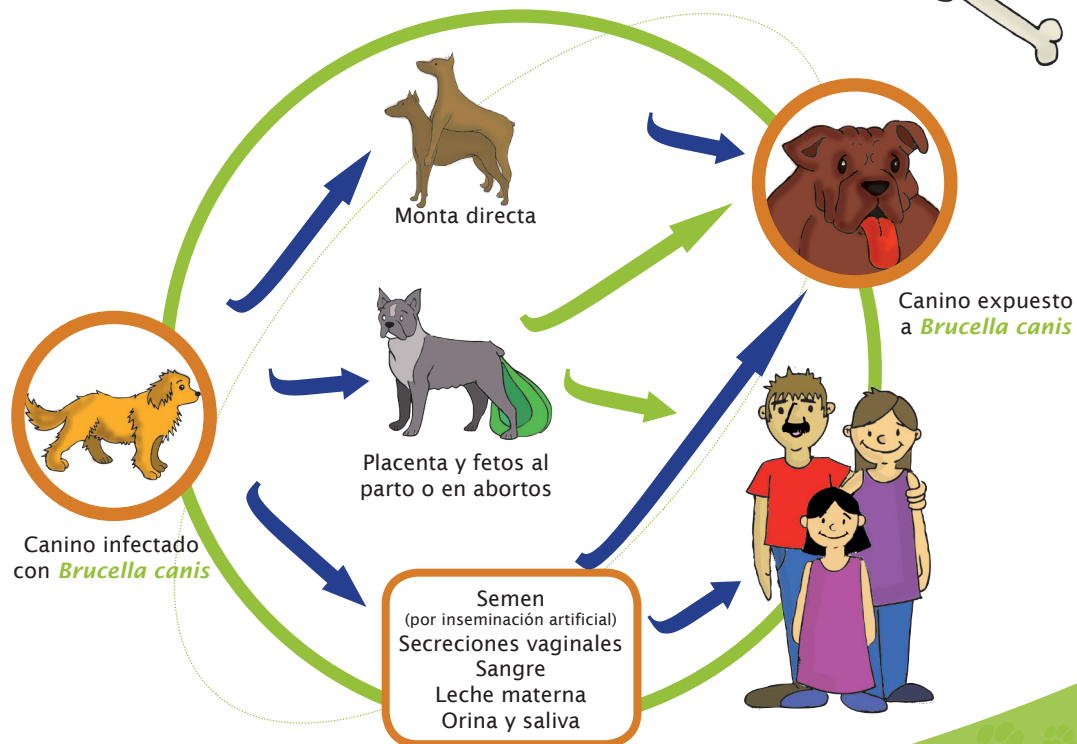 Monta directa
Canino expuesto
a Brucella canis
Placenta y fetos al
parto o en abortos
Canino infectado
con Brucella canis
Semen
(por inseminación artificial)
Secreciones vaginales
Sangre
Leche materna
Orina y saliva